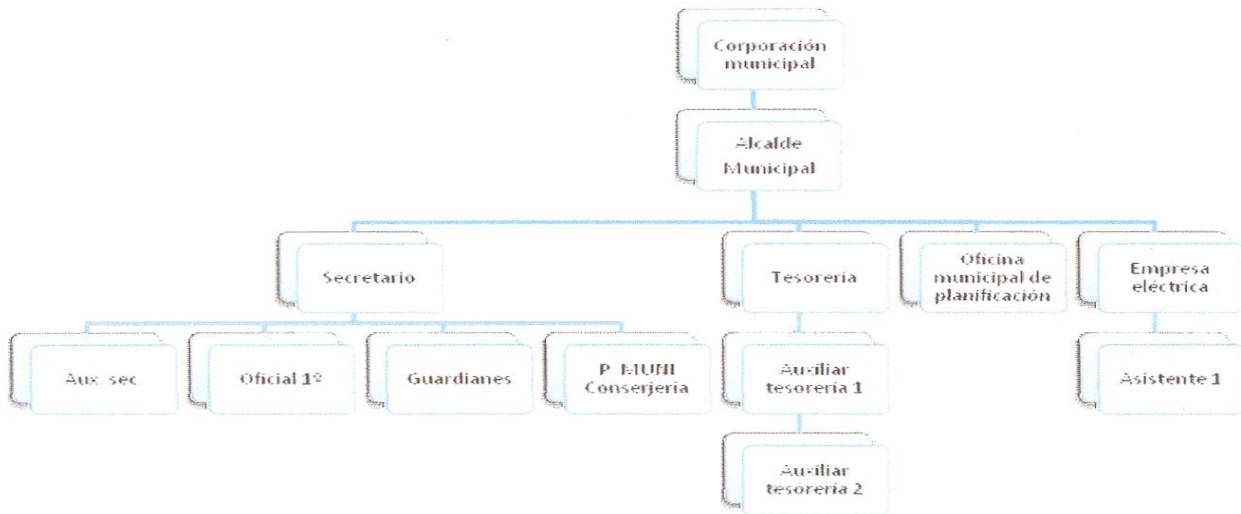 Corporación
municipal
Alcalde
Municipal
Secretario
Tesorería
Oficina
municipal de
planificación
Empresa
eléctrica
Aux. sec
Oficial 1º
Guardianes
P. MUNI
Conserjería
Auxiliar
tesorería 1
Asistente 1
Auxiliar
tesorería 2